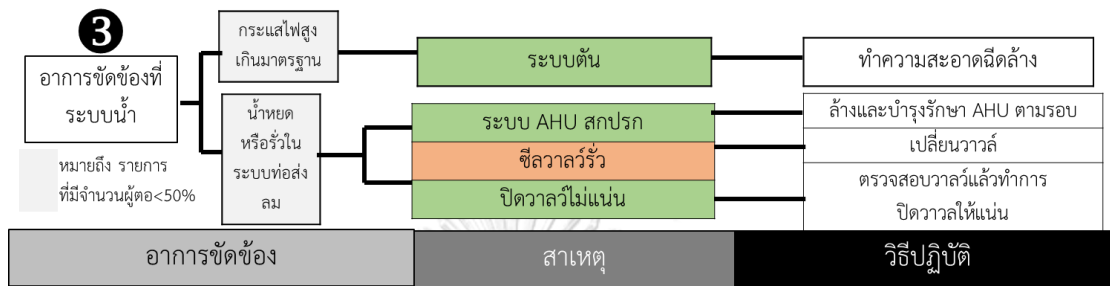 3
อาการขัดข้องที่
ระบบน้ำ
กระแสไฟสูง
เกินมาตรฐาน
ระบบตัน
ทำความสะอาดฉีดล้าง
น้ำหยด
หรือรั่วใน
ระบบท่อส่ง
ลม
ระบบ AHU สกปรก
ล้างและบำรุงรักษา AHU ตามรอบ
ซีลวาลว์รั่ว
เปลี่ยนวาวล์
ปิดวาลว์ไม่แน่น
ตรวจสอบวาลว์แล้วทำการ
ปิดวาวลให้แน่น
หมายถึง รายการ
ที่มีจำนวนผู้ตอ<50%
อาการขัดข้อง
สาเหตุ
วิธีปฏิบัติ